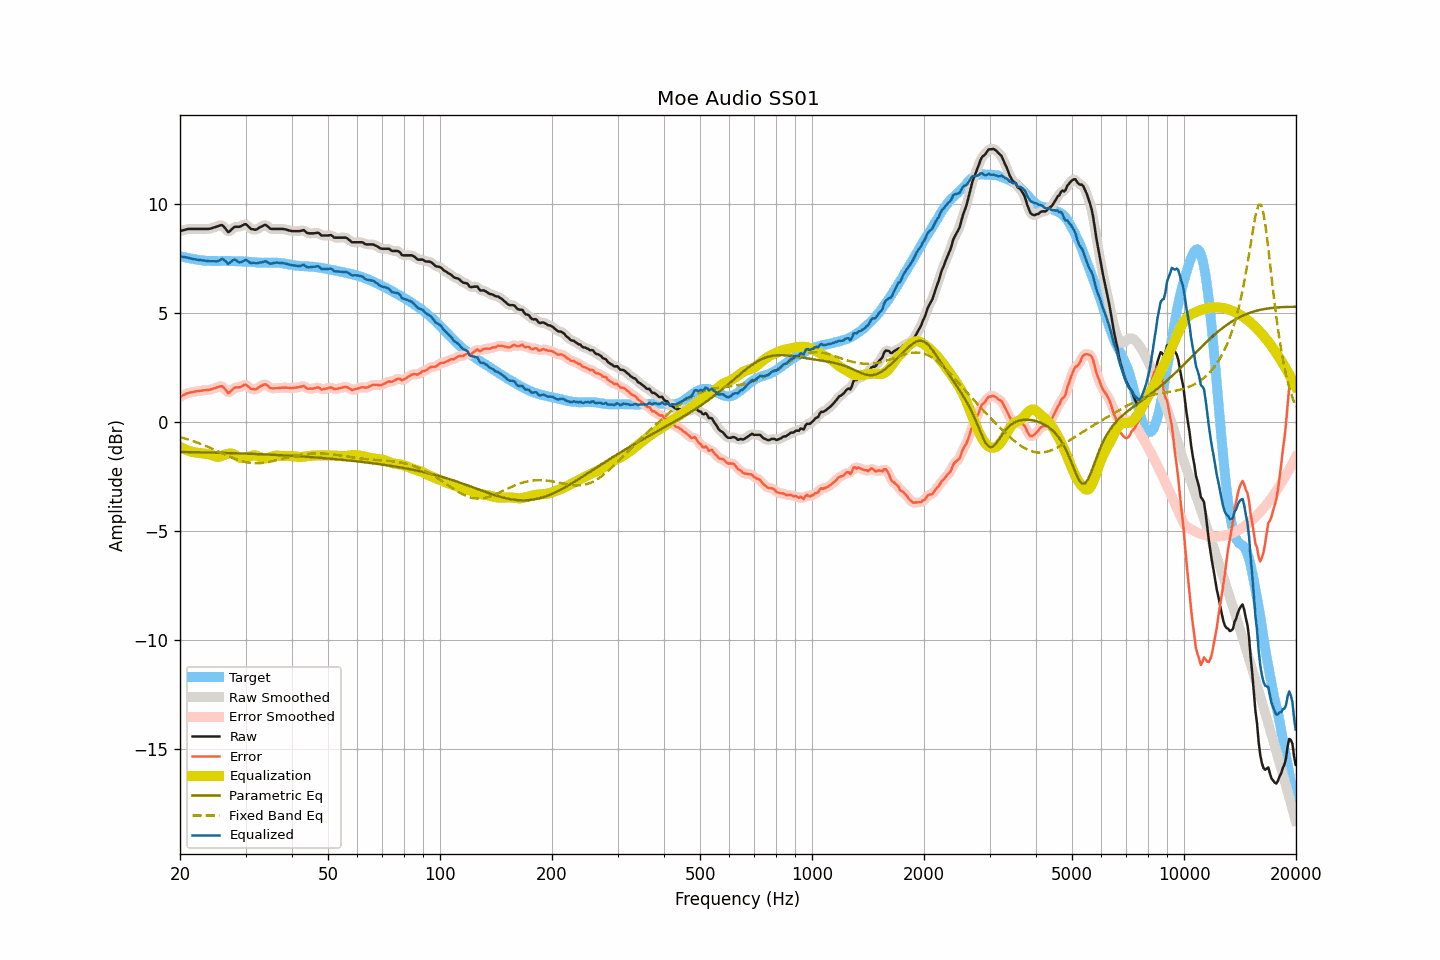 Moe Audio SS01
Amplitude (dBr)
10
5
0
−5
−10
−15
Target
Raw Smoothed
Error Smoothed
Raw
Error
Equalization
Parametric Eq
Fixed Band Eq
Equalized
20 50 100 200 500 1000 2000 5000 10000 20000
Frequency (Hz)